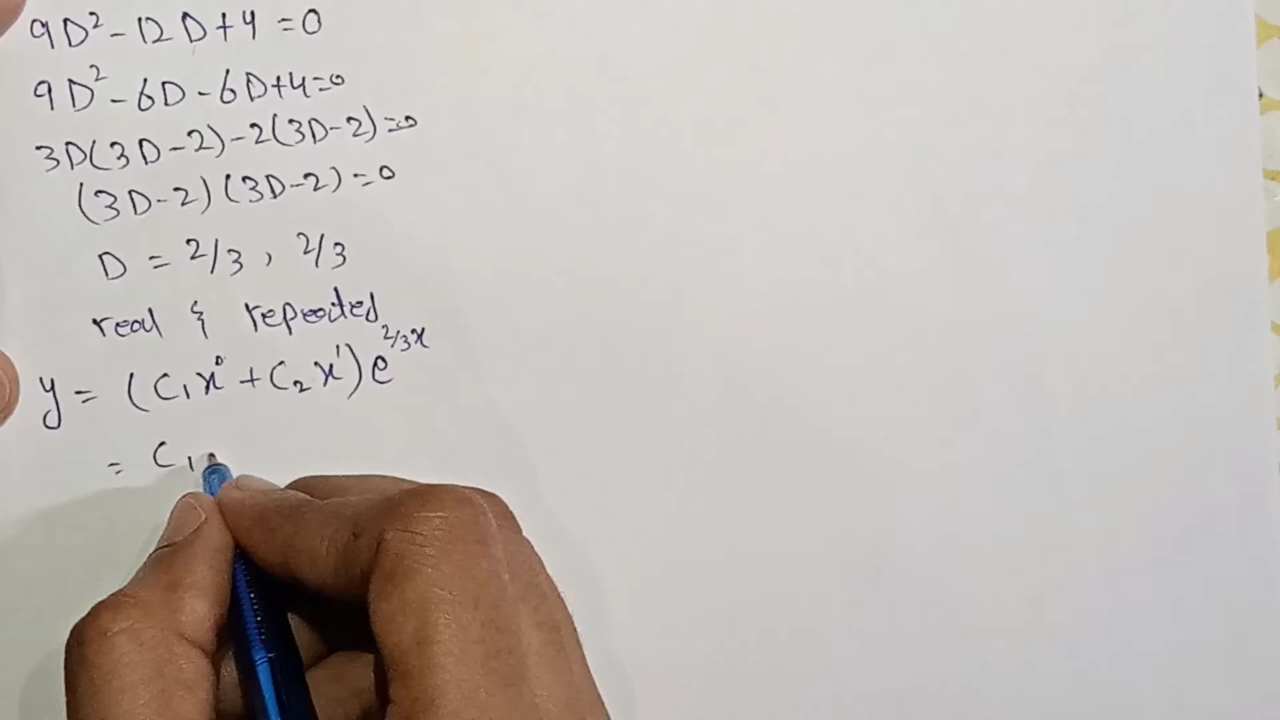 9D² - 12D + 4 = 0
9D² - 6D - 6D + 4 = 0
3D(3D - 2) - 2(3D - 2) = 0
(3D - 2)(3D - 2) = 0
D = 2/3, 2/3
real & repeated
y = (C₁x⁰ + C₂x¹)e^{2/3x}
= C₁